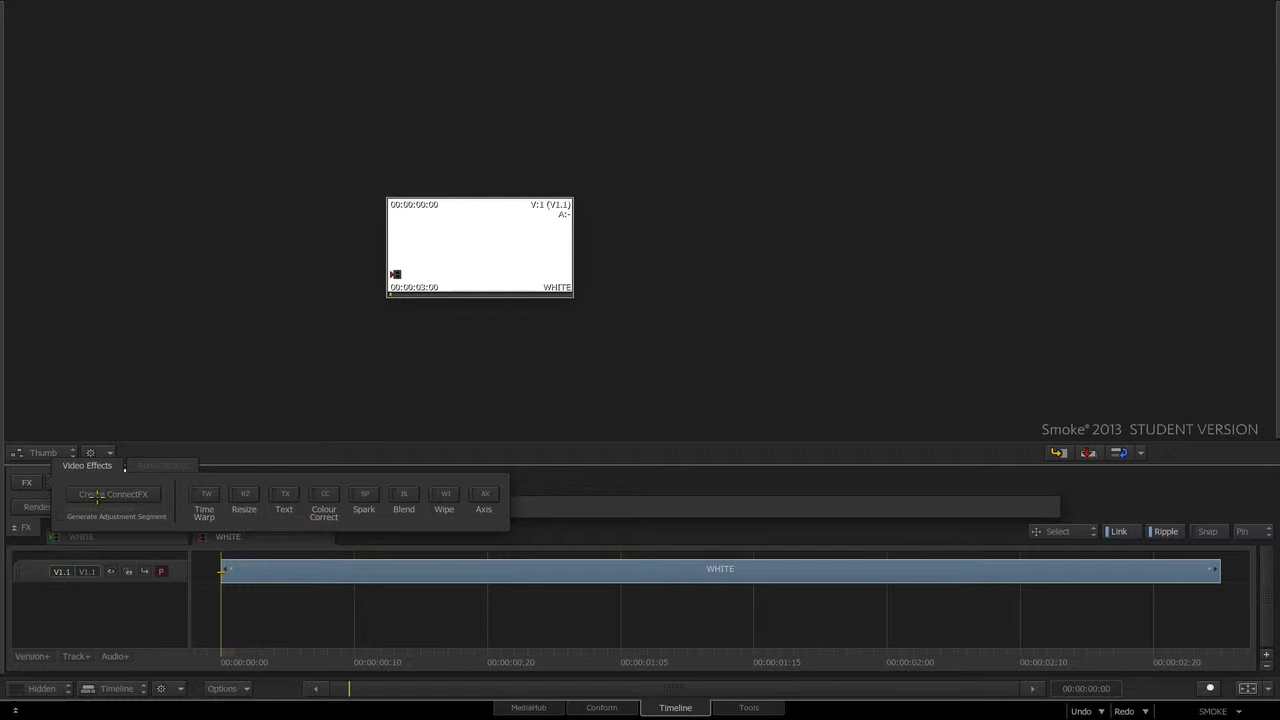 00:00:00:00
V:1 (V1.1)
A:-
00:00:03:00
WHITE
Smoke® 2013 STUDENT VERSION
Thumb
Video Effects
Audio Effects
FX
Create ConnectFX
TW
RZ
TX
CC
SP
BL
WI
AX
Time Warp
Resize
Text
Colour Correct
Spark
Blend
Wipe
Axis
Render
Generate Adjustment Segment
FX
WHITE
WHITE
Select
Link
Ripple
Snap
Pin
V1.1
V1.1
P
WHITE
Version+
Track+
Audio+
00:00:00:00
00:00:00:10
00:00:00:20
00:00:01:05
00:00:01:15
00:00:02:00
00:00:02:10
00:00:02:20
Hidden
Timeline
Options
00:00:00:00
MediaHub
Conform
Timeline
Tools
Undo
Redo
SMOKE